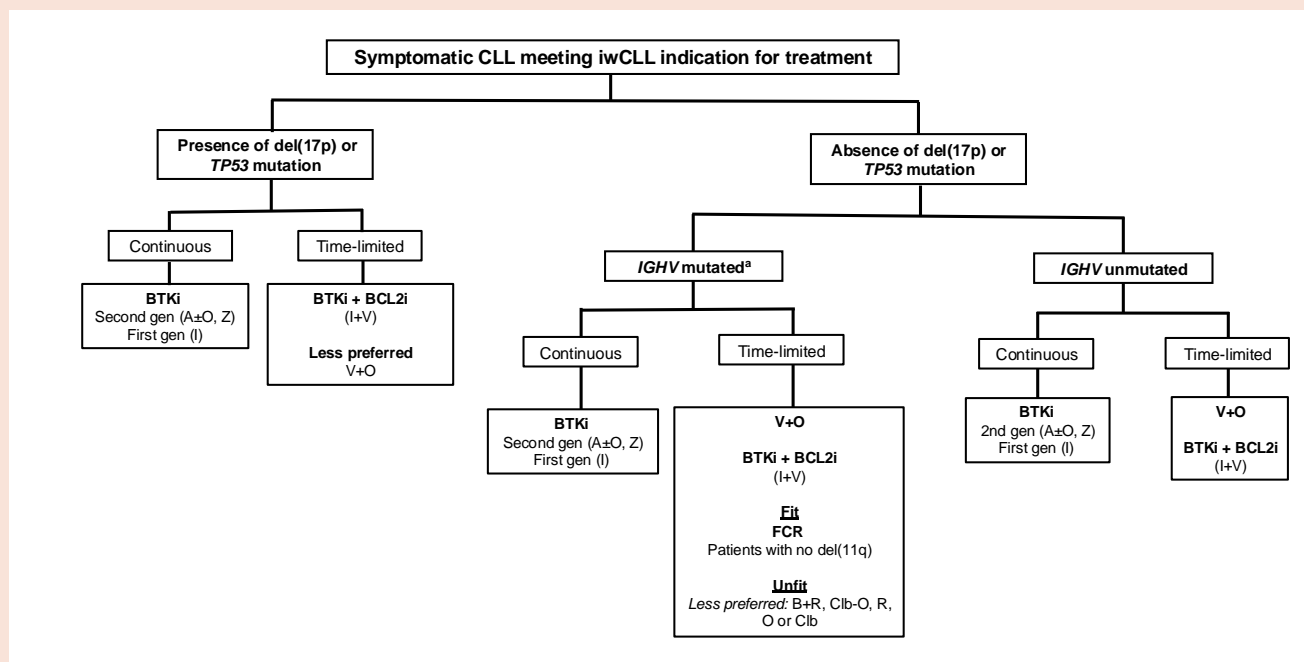 Symptomatic CLL meeting iwCLL indication for treatment
Presence of del(17p) or
TP53 mutation
Continuous
BTKi
Second gen (A±O, Z)
First gen (I)
Time-limited
BTKi + BCL2i
(I+V)
Less preferred
V+O
Absence of del(17p) or
TP53 mutation
IGHV mutatedᵃ
Continuous
BTKi
Second gen (A±O, Z)
First gen (I)
Time-limited
V+O
BTKi + BCL2i
(I+V)
Fit
FCR
Patients with no del(11q)
Unfit
Less preferred: B+R, Clb-O, R,
O or Clb
IGHV unmutated
Continuous
BTKi
2nd gen (A±O, Z)
First gen (I)
Time-limited
V+O
BTKi + BCL2i
(I+V)